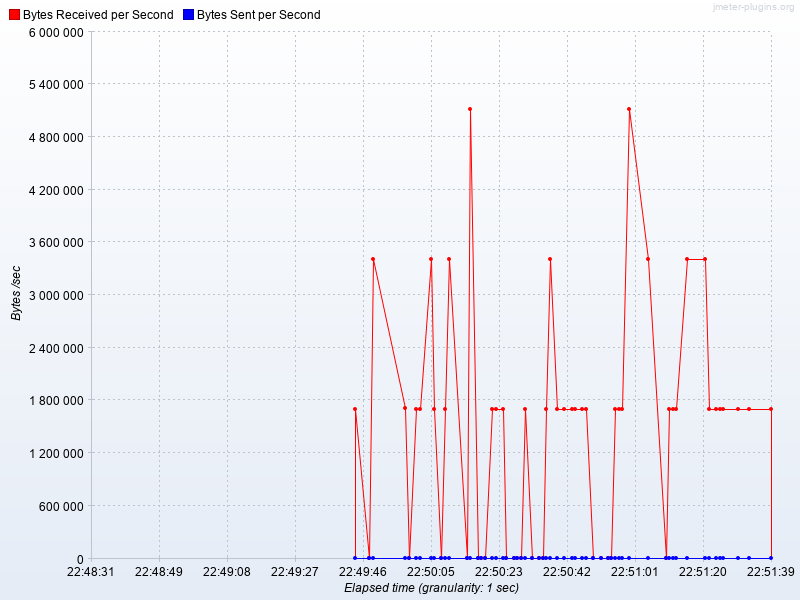 jmeter-plugins.org
Bytes Received per Second Bytes Sent per Second
6 000 000
5 400 000
4 800 000
4 200 000
3 600 000
3 000 000
2 400 000
1 800 000
1 200 000
600 000
0
Bytes /sec
22:48:31 22:48:49 22:49:08 22:49:27 22:49:46 22:50:05 22:50:23 22:50:42 22:51:01 22:51:20 22:51:39
Elapsed time (granularity: 1 sec)